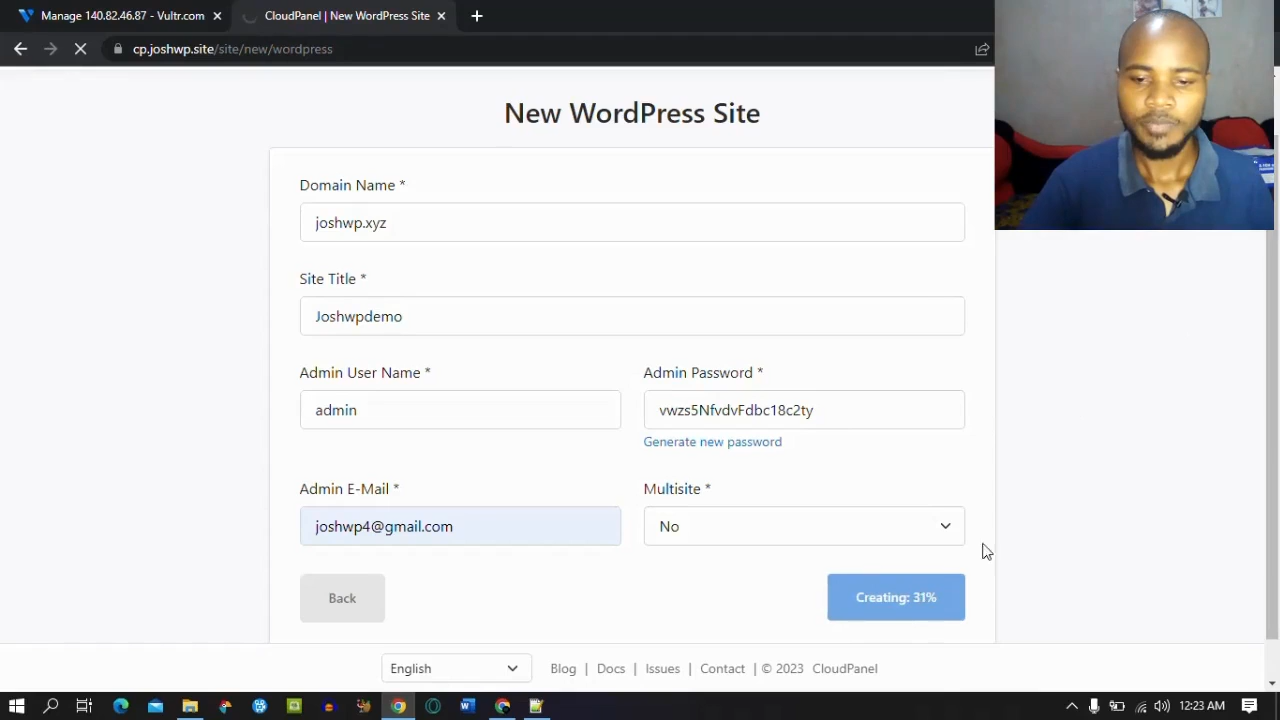 Manage 140.82.46.87 - Vultr.com
CloudPanel | New WordPress Site
cp.joshwp.site/site/new/wordpress
New WordPress Site
Domain Name *
joshwp.xyz
Site Title *
Joshwpdemo
Admin User Name *
Admin Password *
admin
vwzs5NfvdvFdbc18c2ty
Generate new password
Admin E-Mail *
Multisite *
joshwp4@gmail.com
No
Back
Creating: 31%
English
Blog | Docs | Issues | Contact | © 2023 CloudPanel
12:23 AM